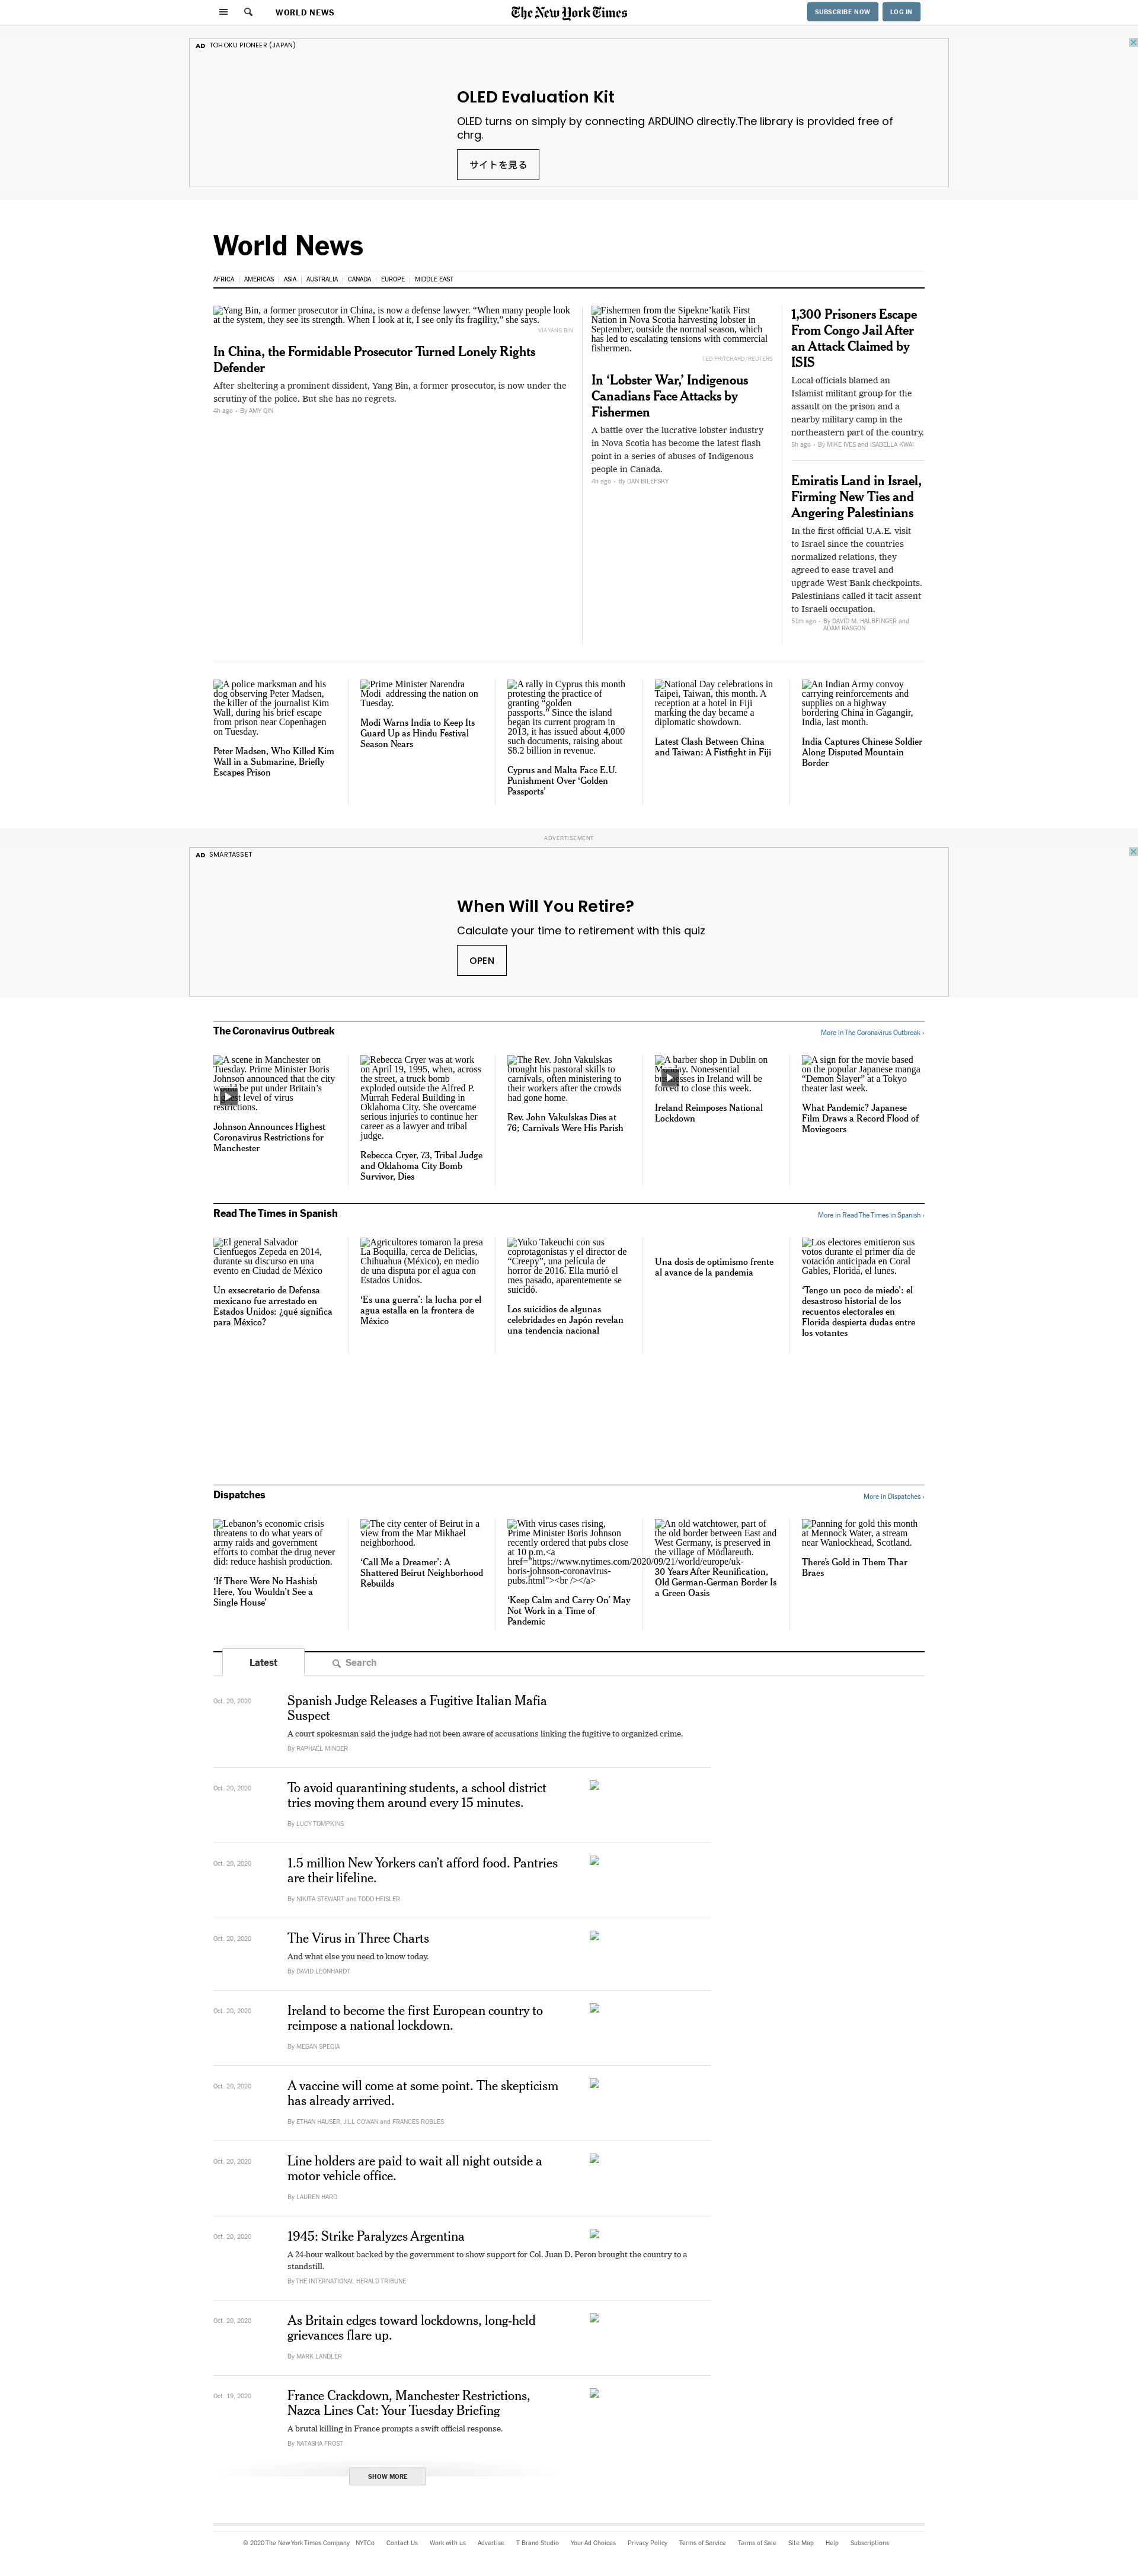 WORLD NEWS
The New York Times
SUBSCRIBE NOW
LOG IN
AD TOHOKU PIONEER (JAPAN)
OLED Evaluation Kit
OLED turns on simply by connecting ARDUINO directly.The library is provided free of
chrg.
サイトを見る
World News
AFRICA | AMERICAS | ASIA | AUSTRALIA | CANADA | EUROPE | MIDDLE EAST
Yang Bin, a former prosecutor in China, is now a defense lawyer. “When many people look
at the system, they see its strength. When I look at it, I see only its fragility,” she says.
VIA YANG BIN
In China, the Formidable Prosecutor Turned Lonely Rights
Defender
After sheltering a prominent dissident, Yang Bin, a former prosecutor, is now under the
scrutiny of the police. But she has no regrets.
4h ago • By AMY QIN
Fishermen from the Sipekne’katik First
Nation in Nova Scotia harvesting lobster in
September, outside the normal season, which
has led to escalating tensions with commercial
fishermen.
TED PRITCHARD/REUTERS
In ‘Lobster War,’ Indigenous
Canadians Face Attacks by
Fishermen
A battle over the lucrative lobster industry
in Nova Scotia has become the latest flash
point in a series of abuses of Indigenous
people in Canada.
4h ago • By DAN BILEFSKY
1,300 Prisoners Escape
From Congo Jail After
an Attack Claimed by
ISIS
Local officials blamed an
Islamist militant group for the
assault on the prison and a
nearby military camp in the
northeastern part of the country.
5h ago • By MIKE IVES and ISABELLA KWAI
Emiratis Land in Israel,
Firming New Ties and
Angering Palestinians
In the first official U.A.E. visit
to Israel since the countries
normalized relations, they
agreed to ease travel and
upgrade West Bank checkpoints.
Palestinians called it tacit assent
to Israeli occupation.
51m ago • By DAVID M. HALBFINGER and
ADAM RASGON
A police marksman and his
dog observing Peter Madsen,
the killer of the journalist Kim
Wall, during his brief escape
from prison near Copenhagen
on Tuesday.
Peter Madsen, Who Killed Kim
Wall in a Submarine, Briefly
Escapes Prison
Prime Minister Narendra
Modi addressing the nation on
Tuesday.
Modi Warns India to Keep Its
Guard Up as Hindu Festival
Season Nears
A rally in Cyprus this month
protesting the practice of
granting “golden
passports.” Since the island
began its current program in
2013, it has issued about 4,000
such documents, raising about
$8.2 billion in revenue.
Cyprus and Malta Face E.U.
Punishment Over ‘Golden
Passports’
National Day celebrations in
Taipei, Taiwan, this month. A
reception at a hotel in Fiji
marking the day became a
diplomatic showdown.
Latest Clash Between China
and Taiwan: A Fistfight in Fiji
An Indian Army convoy
carrying reinforcements and
supplies on a highway
bordering China in Gagangir,
India, last month.
India Captures Chinese Soldier
Along Disputed Mountain
Border
ADVERTISEMENT
AD SMARTASSET
When Will You Retire?
Calculate your time to retirement with this quiz
OPEN
The Coronavirus Outbreak
More in The Coronavirus Outbreak ›
A scene in Manchester on
Tuesday. Prime Minister Boris
Johnson announced that the city
would be put under Britain’s
highest level of virus
restrictions.
Johnson Announces Highest
Coronavirus Restrictions for
Manchester
Rebecca Cryer was at work
on April 19, 1995, when, across
the street, a truck bomb
exploded outside the Alfred P.
Murrah Federal Building in
Oklahoma City. She overcame
serious injuries to continue her
career as a lawyer and tribal
judge.
Rebecca Cryer, 73, Tribal Judge
and Oklahoma City Bomb
Survivor, Dies
The Rev. John Vakulskas
brought his pastoral skills to
carnivals, often ministering to
their workers after the crowds
had gone home.
Rev. John Vakulskas Dies at
76; Carnivals Were His Parish
A barber shop in Dublin on
Monday. Nonessential
businesses in Ireland will be
forced to close this week.
Ireland Reimposes National
Lockdown
A sign for the movie based
on the popular Japanese manga
“Demon Slayer” at a Tokyo
theater last week.
What Pandemic? Japanese
Film Draws a Record Flood of
Moviegoers
Read The Times in Spanish
More in Read The Times in Spanish ›
El general Salvador
Cienfuegos Zepeda en 2014,
durante su discurso en una
evento en Ciudad de México
Un exsecretario de Defensa
mexicano fue arrestado en
Estados Unidos: ¿qué significa
para México?
Agricultores tomaron la presa
La Boquilla, cerca de Delicias,
Chihuahua (México), en medio
de una disputa por el agua con
Estados Unidos.
‘Es una guerra’: la lucha por el
agua estalla en la frontera de
México
Yuko Takeuchi con sus
coprotagonistas y el director de
“Creepy”, una película de
horror de 2016. Ella murió el
mes pasado, aparentemente se
suicidó.
Los suicidios de algunas
celebridades en Japón revelan
una tendencia nacional
Una dosis de optimismo frente
al avance de la pandemia
Los electores emitieron sus
votos durante el primer día de
votación anticipada en Coral
Gables, Florida, el lunes.
‘Tengo un poco de miedo’: el
desastroso historial de los
recuentos electorales en
Florida despierta dudas entre
los votantes
Dispatches
More in Dispatches ›
Lebanon’s economic crisis
threatens to do what years of
army raids and government
efforts to combat the drug never
did: reduce hashish production.
‘If There Were No Hashish
Here, You Wouldn’t See a
Single House’
The city center of Beirut in a
view from the Mar Mikhael
neighborhood.
‘Call Me a Dreamer’: A
Shattered Beirut Neighborhood
Rebuilds
With virus cases rising,
Prime Minister Boris Johnson
recently ordered that pubs close
at 10 p.m.<a
href="https://www.nytimes.com/2020/09/21/world/europe/uk-
boris-johnson-coronavirus-
pubs.html"><br /></a>
‘Keep Calm and Carry On’ May
Not Work in a Time of
Pandemic
An old watchtower, part of
the old border between East and
West Germany, is preserved in
the village of Mödlareuth.
30 Years After Reunification,
Old German-German Border Is
a Green Oasis
Panning for gold this month
at Mennock Water, a stream
near Wanlockhead, Scotland.
There’s Gold in Them Thar
Braes
Latest
Search
Oct. 20, 2020
Spanish Judge Releases a Fugitive Italian Mafia
Suspect
A court spokesman said the judge had not been aware of accusations linking the fugitive to organized crime.
By RAPHAEL MINDER
Oct. 20, 2020
To avoid quarantining students, a school district
tries moving them around every 15 minutes.
By LUCY TOMPKINS
Oct. 20, 2020
1.5 million New Yorkers can’t afford food. Pantries
are their lifeline.
By NIKITA STEWART and TODD HEISLER
Oct. 20, 2020
The Virus in Three Charts
And what else you need to know today.
By DAVID LEONHARDT
Oct. 20, 2020
Ireland to become the first European country to
reimpose a national lockdown.
By MEGAN SPECIA
Oct. 20, 2020
A vaccine will come at some point. The skepticism
has already arrived.
By ETHAN HAUSER, JILL COWAN and FRANCES ROBLES
Oct. 20, 2020
Line holders are paid to wait all night outside a
motor vehicle office.
By LAUREN HARD
Oct. 20, 2020
1945: Strike Paralyzes Argentina
A 24-hour walkout backed by the government to show support for Col. Juan D. Peron brought the country to a
standstill.
By THE INTERNATIONAL HERALD TRIBUNE
Oct. 20, 2020
As Britain edges toward lockdowns, long-held
grievances flare up.
By MARK LANDLER
Oct. 19, 2020
France Crackdown, Manchester Restrictions,
Nazca Lines Cat: Your Tuesday Briefing
A brutal killing in France prompts a swift official response.
By NATASHA FROST
SHOW MORE
© 2020 The New York Times Company NYTCo Contact Us Work with us Advertise T Brand Studio Your Ad Choices Privacy Policy Terms of Service Terms of Sale Site Map Help Subscriptions